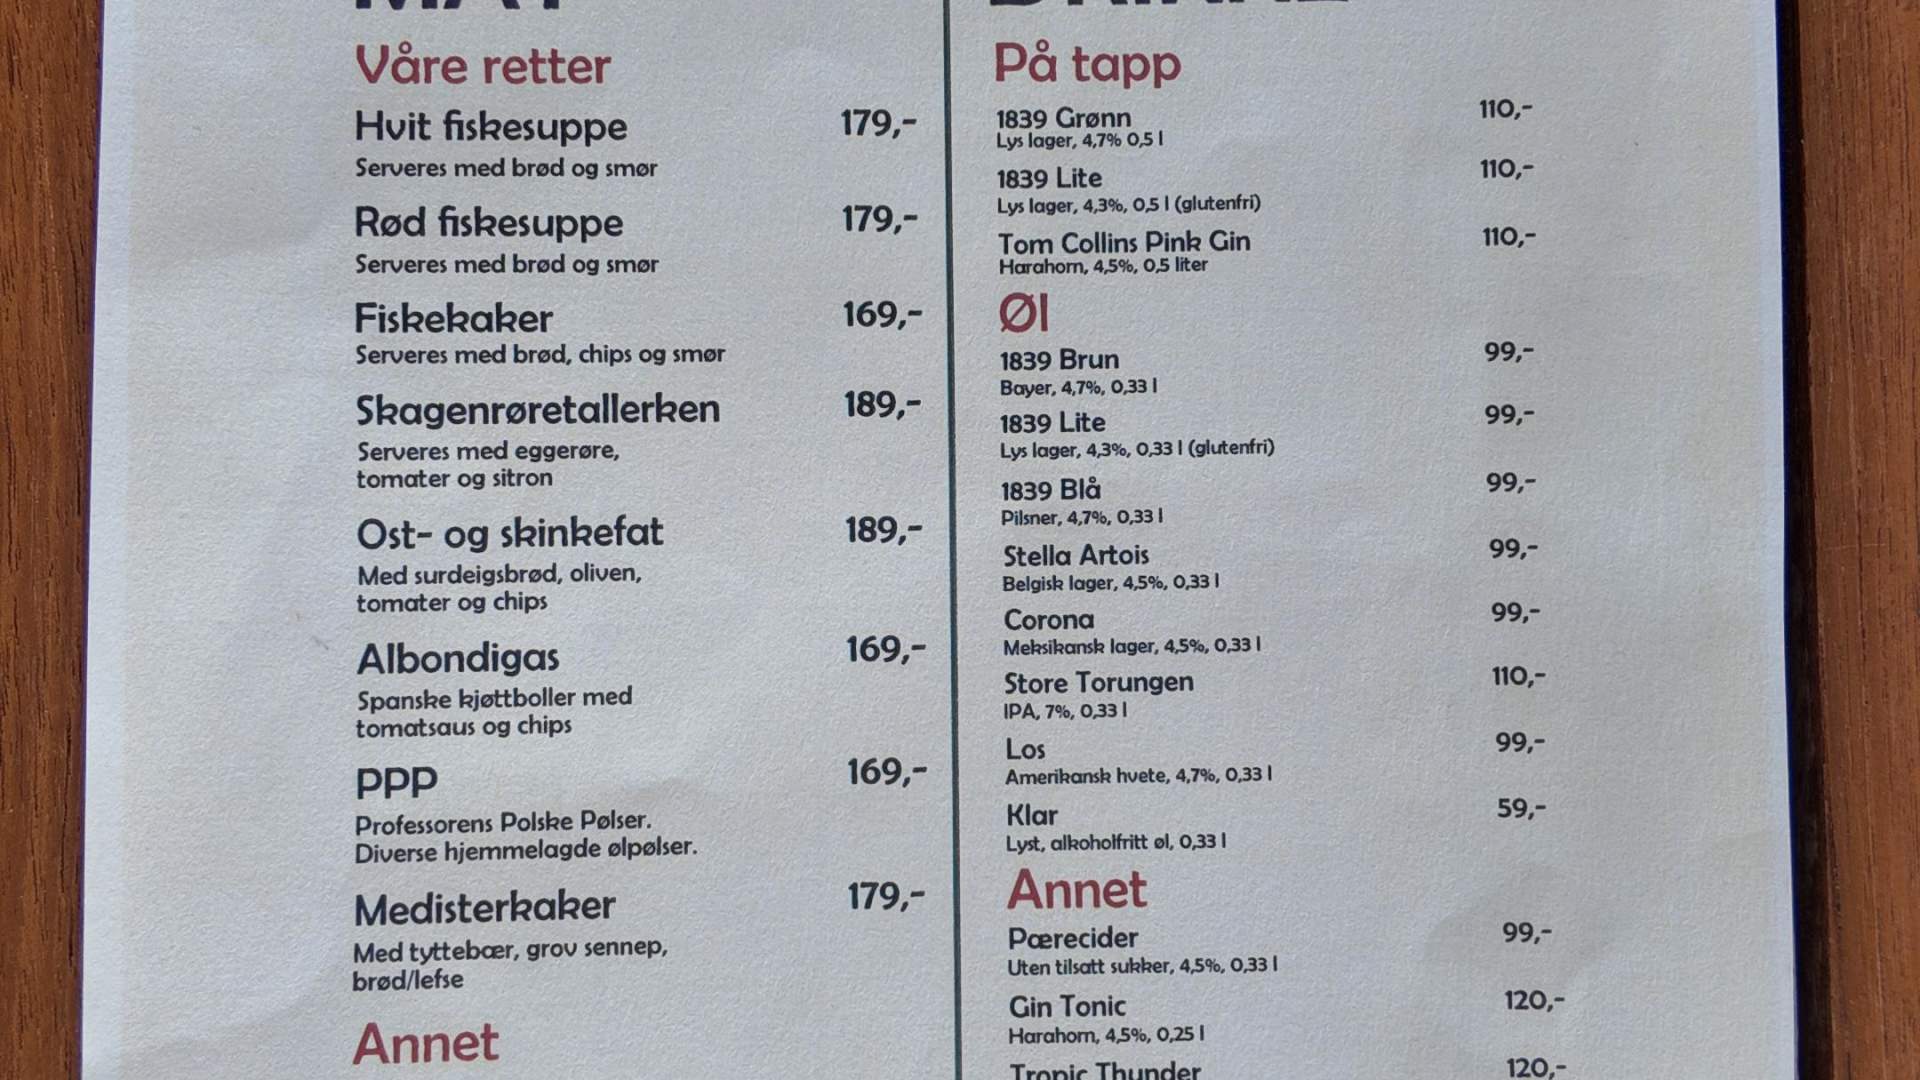 MAT
Våre retter
Hvit fiskesuppe 179,-
Serveres med brød og smør
Rød fiskesuppe 179,-
Serveres med brød og smør
Fiskekaker 169,-
Serveres med brød, chips og smør
Skagenrøretallerken 189,-
Serveres med eggerøre,
tomater og sitron
Ost- og skinkefat 189,-
Med surdeigsbrød, oliven,
tomater og chips
Albondigas 169,-
Spanske kjøttboller med
tomatsaus og chips
PPP 169,-
Professorens Polske Pølser.
Diverse hjemmelagde ølpølser.
Medisterkaker 179,-
Med tyttebær, grov sennep,
brød/lefse
Annet
På tapp
1839 Grønn 110,-
Lys lager, 4,7% 0,5 l
1839 Lite 110,-
Lys lager, 4,3%, 0,5 l (glutenfri)
Tom Collins Pink Gin 110,-
Harahorn, 4,5%, 0,5 liter
Øl
1839 Brun 99,-
Bayer, 4,7%, 0,33 l
1839 Lite 99,-
Lys lager, 4,3%, 0,33 l (glutenfri)
1839 Blå 99,-
Pilsner, 4,7%, 0,33 l
Stella Artois 99,-
Belgisk lager, 4,5%, 0,33 l
Corona 99,-
Meksikansk lager, 4,5%, 0,33 l
Store Torungen 110,-
IPA, 7%, 0,33 l
Los 99,-
Amerikansk hvete, 4,7%, 0,33 l
Klar 59,-
Lyst, alkoholfritt øl, 0,33 l
Annet
Pærecider 99,-
Uten tilsatt sukker, 4,5%, 0,33 l
Gin Tonic 120,-
Harahorn, 4,5%, 0,25 l
Tropic Thunder 120,-